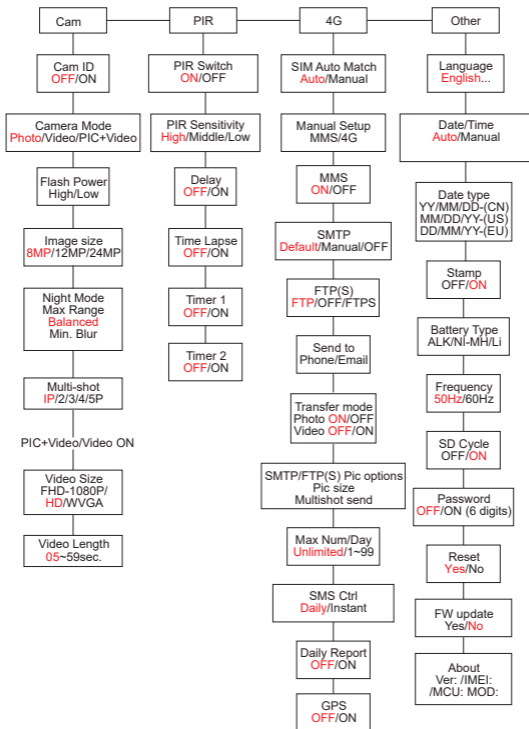 Cam
Cam ID
OFF/ON
Camera Mode
Photo/Video/PIC+Video
Flash Power
High/Low
Image size
8MP/12MP/24MP
Night Mode
Max Range
Balanced
Min. Blur
Multi-shot
IP/2/3/4/5P
PIC+Video/Video ON
Video Size
FHD-1080P/
HD/WVGA
Video Length
05~59sec.
PIR
PIR Switch
ON/OFF
PIR Sensitivity
High/Middle/Low
Delay
OFF/ON
Time Lapse
OFF/ON
Timer 1
OFF/ON
Timer 2
OFF/ON
4G
SIM Auto Match
Auto/Manual
Manual Setup
MMS/4G
MMS
ON/OFF
SMTP
Default/Manual/OFF
FTP(S)
FTP/OFF/FTPS
Send to
Phone/Email
Transfer mode
Photo ON/OFF
Video OFF/ON
SMTP/FTP(S) Pic options
Pic size
Multishot send
Max Num/Day
Unlimited/1~99
SMS Ctrl
Daily/Instant
Daily Report
OFF/ON
GPS
OFF/ON
Other
Language
English...
Date/Time
Auto/Manual
Date type
YY/MM/DD-(CN)
MM/DD/YY-(US)
DD/MM/YY-(EU)
Stamp
OFF/ON
Battery Type
ALK/NI-MH/Li
Frequency
50Hz/60Hz
SD Cycle
OFF/ON
Password
OFF/ON (6 digits)
Reset
Yes/No
FW update
Yes/No
About
Ver: /IMEI:
/MCU: MOD: